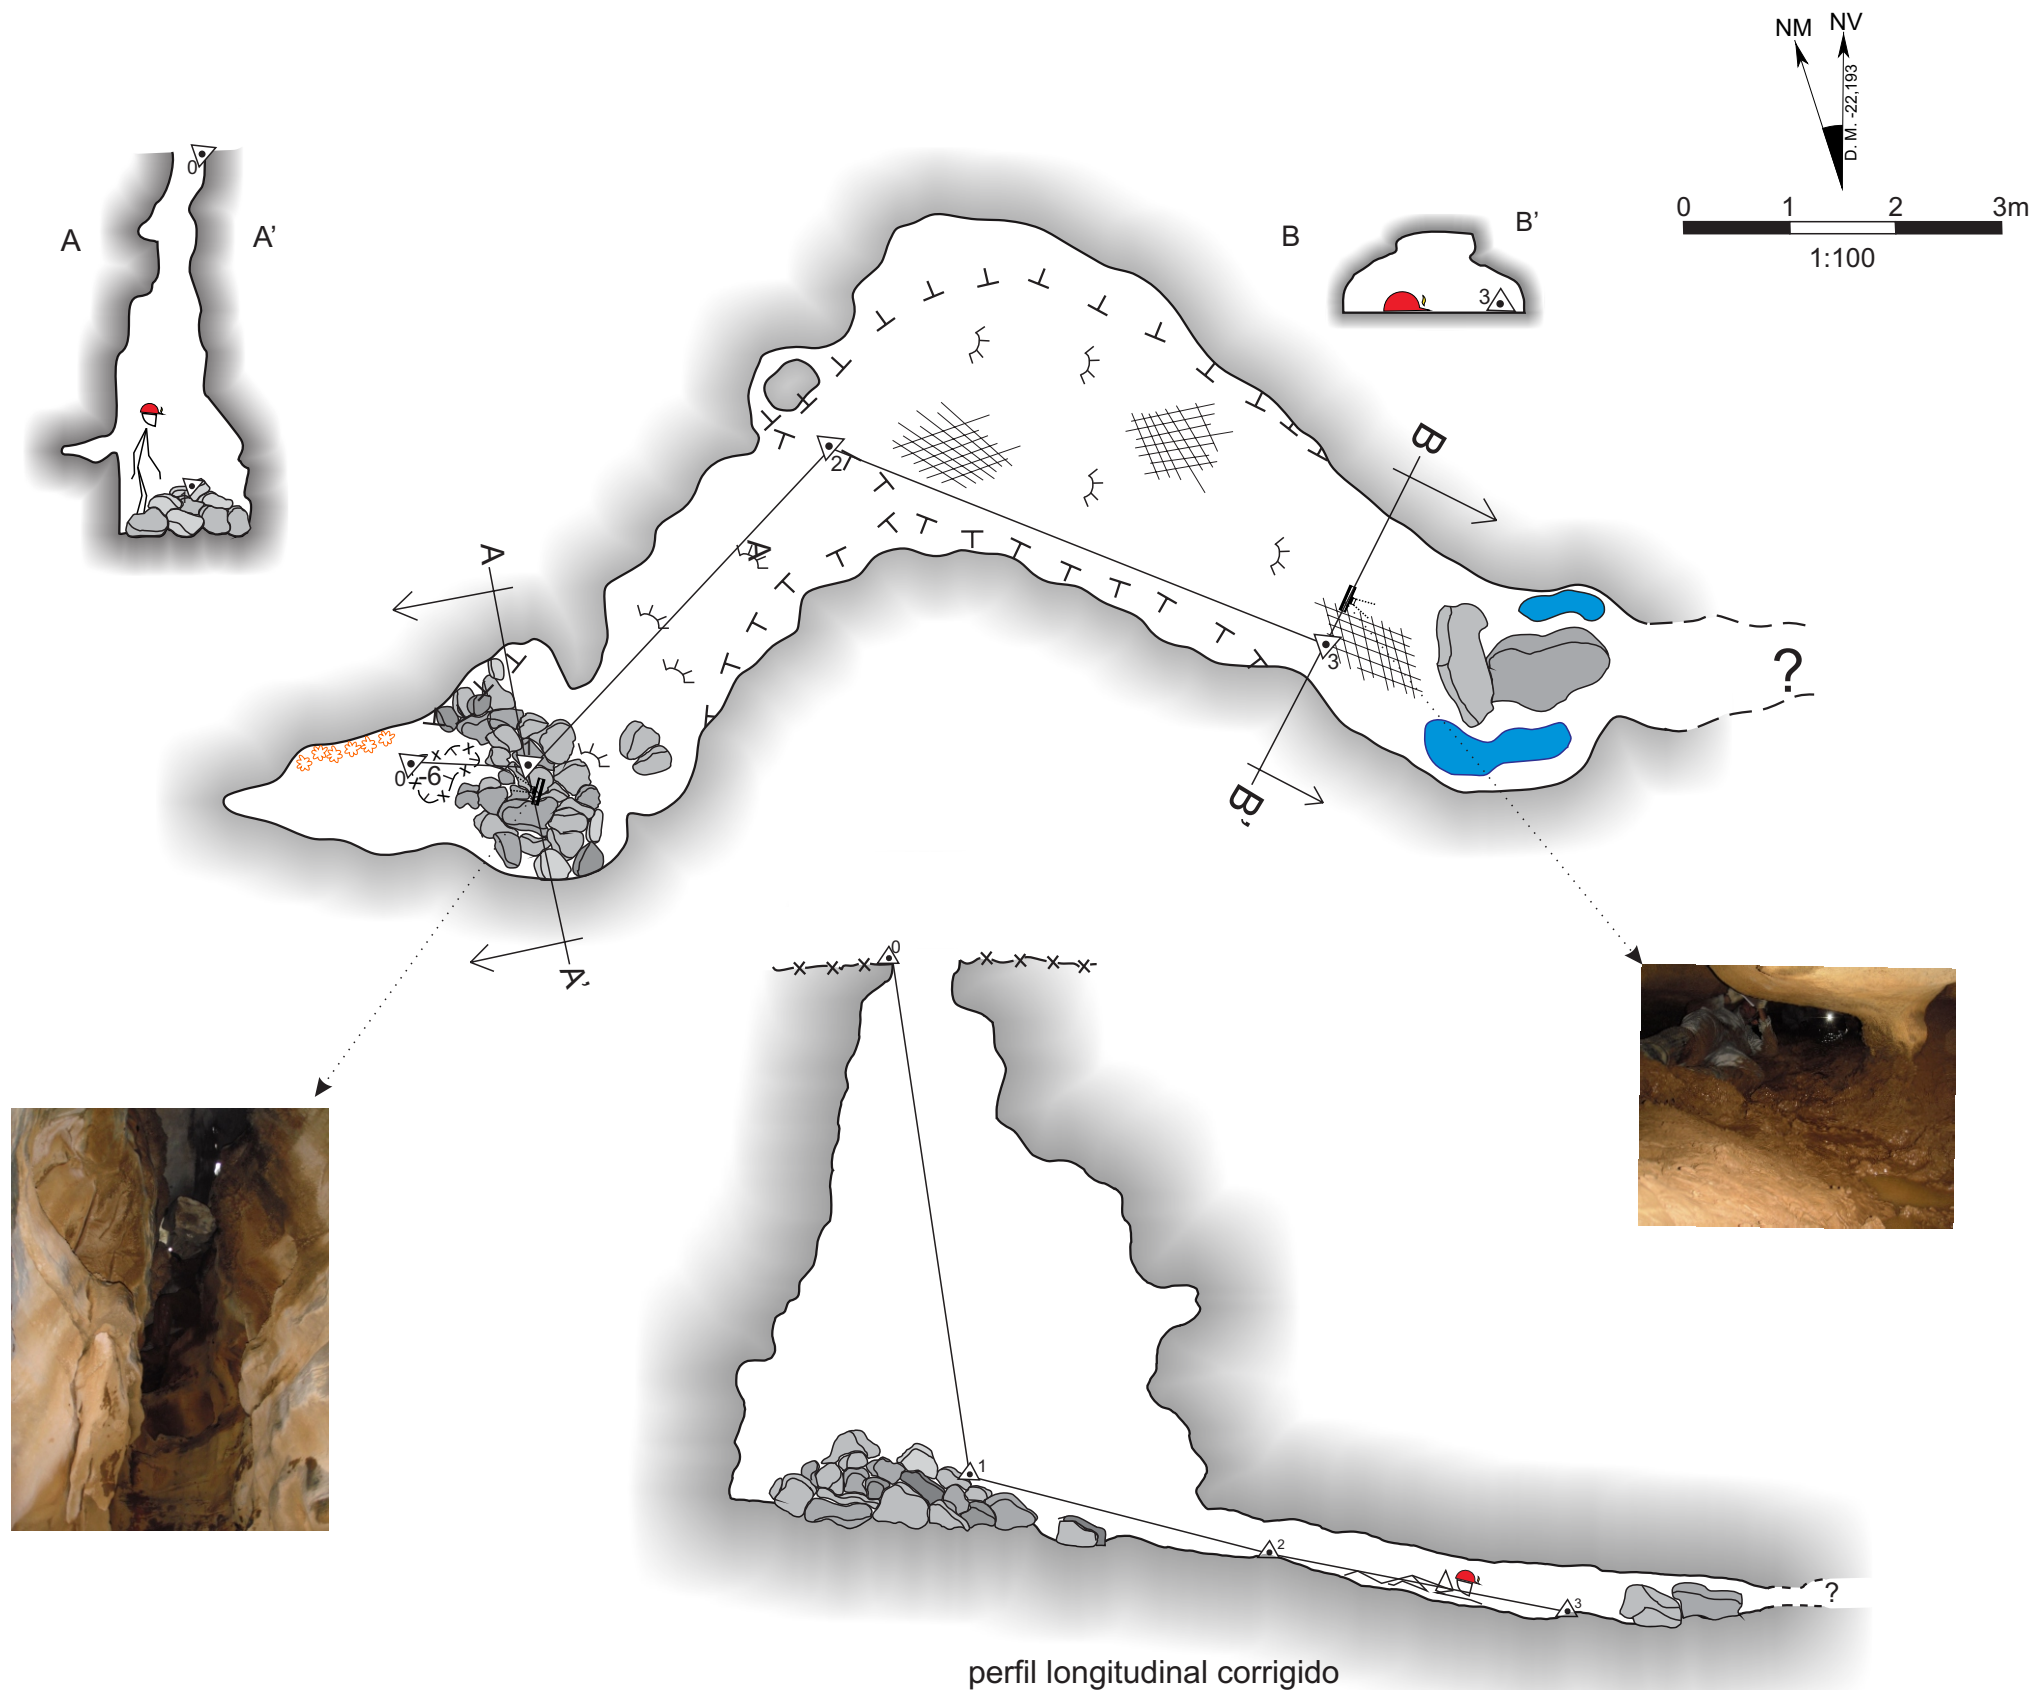 NM NV
D. M. -22,193
0 1 2 3m
1:100
0
A A'
B B'
3
2
A
B
A
3
?
0 -6
B'
A'
0
1
2
3
?
perfil longitudinal corrigido